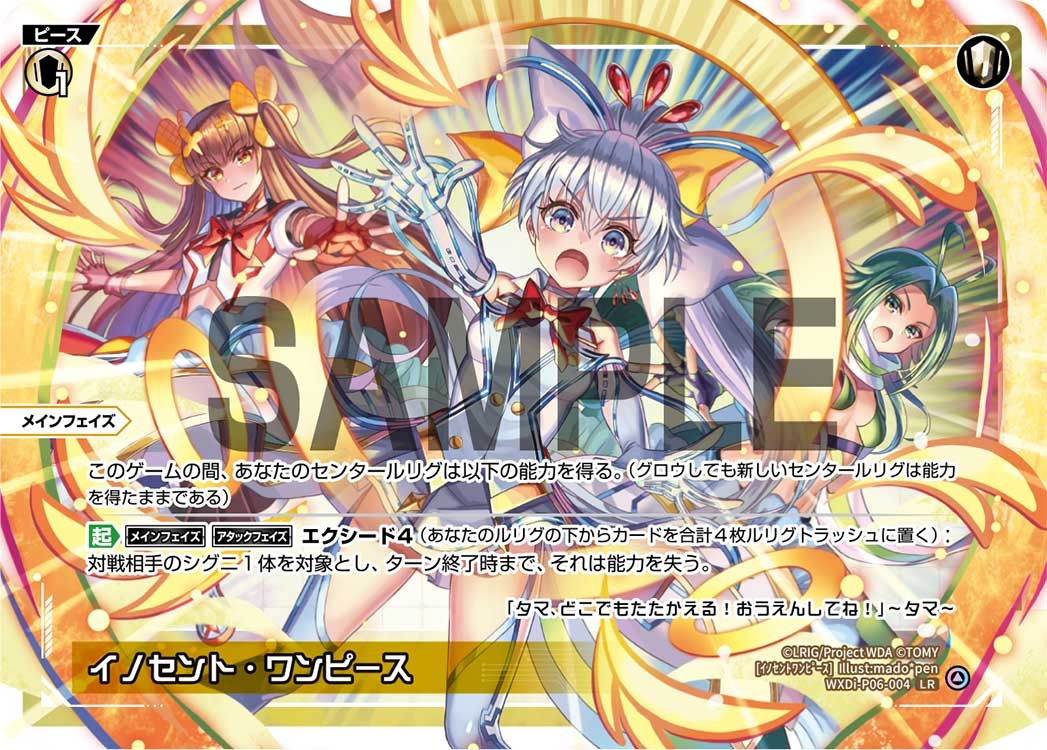 ピース
1
SAMPLE
メインフェイズ
このゲームの間、あなたのセンタールリグは以下の能力を得る。（グロウしても新しいセンタールリグは能力
を得たままである）
起 メインフェイズ アタックフェイズ エクシード4（あなたのルリグの下からカードを合計4枚ルリグトラッシュに置く）：
対戦相手のシグニ1体を対象とし、ターン終了時まで、それは能力を失う。
「タマ、どこでもたたかえる！おうえんしてね！」～タマ～
イノセント・ワンピース
©LRIG/Project WDA ©TOMY
[イノセントワンピース] Illust:mado*pen
WXDi-P06-004 LR